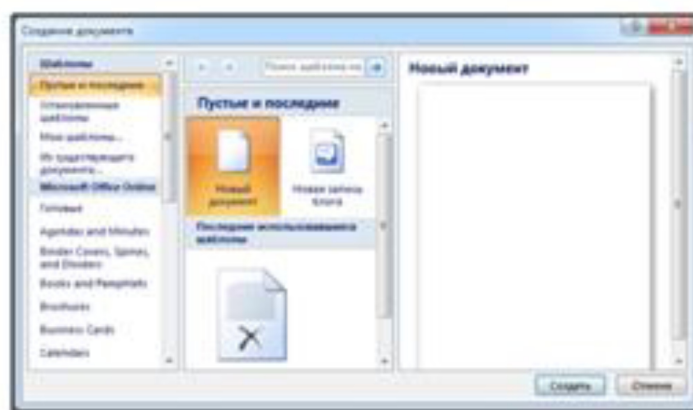 Создание документа
Шаблоны
Пустые и последние
Установленные
шаблоны
Мои шаблоны...
Из существующего
документа...
Microsoft Office Online
Готовые
Agendas and Minutes
Binder Covers, Spines,
and Dividers
Books and Pamphlets
Brochures
Business Cards
Calendars
Поиск шаблона
Пустые и последние
Новый
документ
Новая запись
блога
Последние использовавшиеся
шаблоны
Новый документ
Создать
Отмена